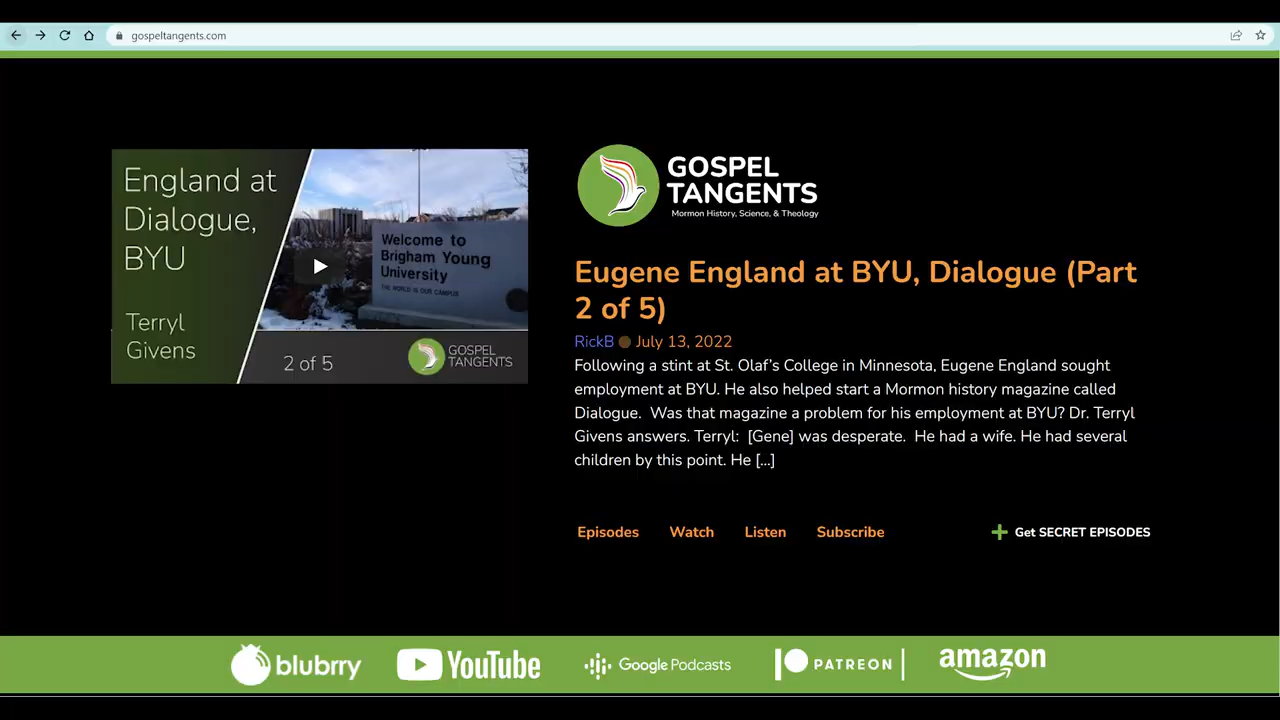 gospeltangents.com
England at
Dialogue,
BYU
Terryl
Givens
Welcome to
Brigham Young
University
THE WORLD IS OUR CAMPUS
2 of 5
GOSPEL
TANGENTS
GOSPEL
TANGENTS
Mormon History, Science, & Theology
Eugene England at BYU, Dialogue (Part
2 of 5)
RickB July 13, 2022
Following a stint at St. Olaf’s College in Minnesota, Eugene England sought
employment at BYU. He also helped start a Mormon history magazine called
Dialogue.  Was that magazine a problem for his employment at BYU? Dr. Terryl
Givens answers. Terryl:  [Gene] was desperate.  He had a wife. He had several
children by this point. He [...]
Episodes Watch Listen Subscribe Get SECRET EPISODES
blubrry YouTube Google Podcasts PATREON amazon